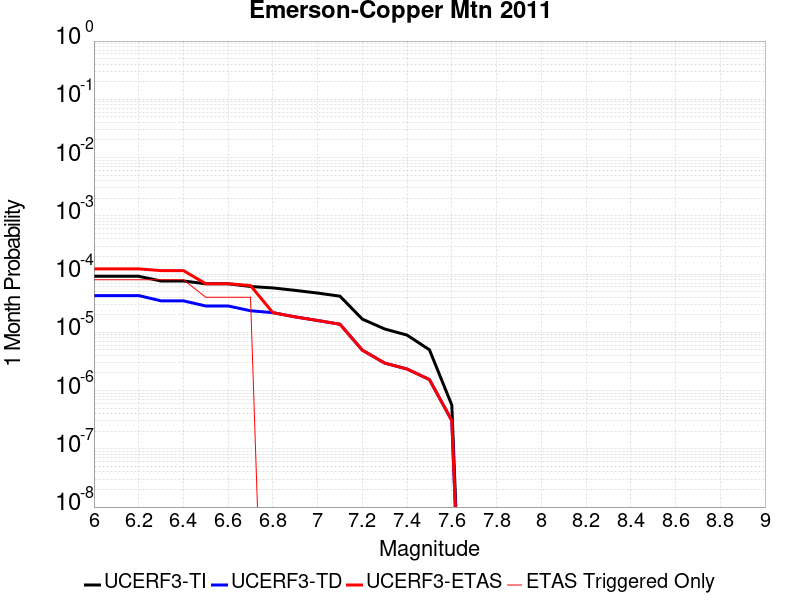 Emerson-Copper Mtn 2011
1 Month Probability
10^0
10^-1
10^-2
10^-3
10^-4
10^-5
10^-6
10^-7
10^-8
6 6.2 6.4 6.6 6.8 7 7.2 7.4 7.6 7.8 8 8.2 8.4 8.6 8.8 9
Magnitude
UCERF3-TI UCERF3-TD UCERF3-ETAS ETAS Triggered Only